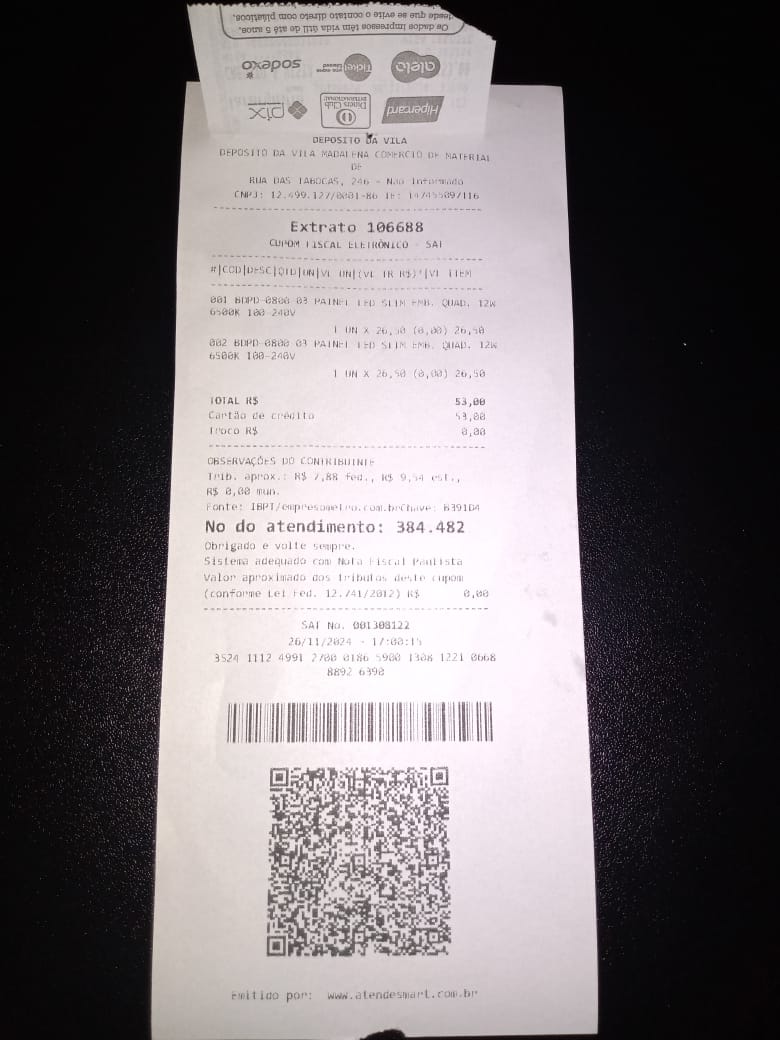 Os dados impressos têm vida útil de até 5 anos,
desde que se evite o contato direto com plásticos,
alelo
Ticket
sodexo
Hipercard
Diners Club
INTERNATIONAL
pix
DEPOSITO DA VILA
DEPOSITO DA VILA MADALENA COMERCIO DE MATERIAL
DE
RUA DAS TABOCAS, 246 - Nao Informado
CNPJ: 12.499.127/0001-86 IE: 147455097116
Extrato 106688
CUPOM FISCAL ELETRÔNICO - SAT
#|COD|DESC|QTD|UN|VL UN|(VL TR R$)*|VL ITEM
001 BDPD-0800-03 PAINEL LED SLIM EMB. QUAD. 12W
6500K 100-240V
1 UN X 26,50 (0,00) 26,50
002 BDPD-0800-03 PAINEL LED SLIM EMB. QUAD. 12W
6500K 100-240V
1 UN X 26,50 (0,00) 26,50
TOTAL R$ 53,00
Cartão de crédito 53,00
Troco R$ 0,00
OBSERVAÇÕES DO CONTRIBUINTE
Trib. aprox.: R$ 7,88 fed., R$ 9,54 est.,
R$ 0,00 mun.
Fonte: IBPT/empresometro.com.brChave: B391D4
No do atendimento: 384.482
Obrigado e volte sempre.
Sistema adequado com Nota Fiscal Paulista
Valor aproximado dos tributos deste cupom
(conforme Lei Fed. 12.741/2012) R$ 0,00
SAT No. 001308122
26/11/2024 - 17:00:15
3524 1112 4991 2700 0186 5900 1308 1221 0668
8892 6390
Emitido por: www.atendesmart.com.br